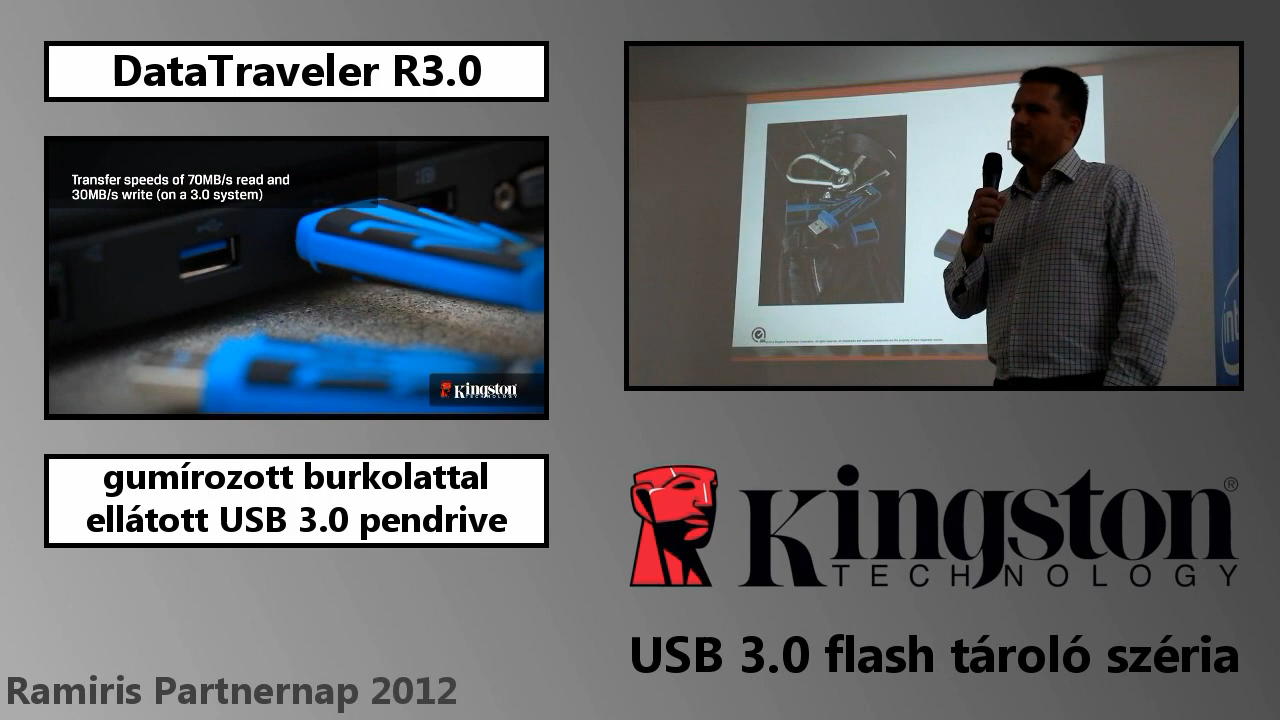 DataTraveler R3.0
Transfer speeds of 70MB/s read and
30MB/s write (on a 3.0 system)
Kingston
TECHNOLOGY
gumírozott burkolattal
ellátott USB 3.0 pendrive
Kingston®
TECHNOLOGY
USB 3.0 flash tároló széria
Ramiris Partnernap 2012